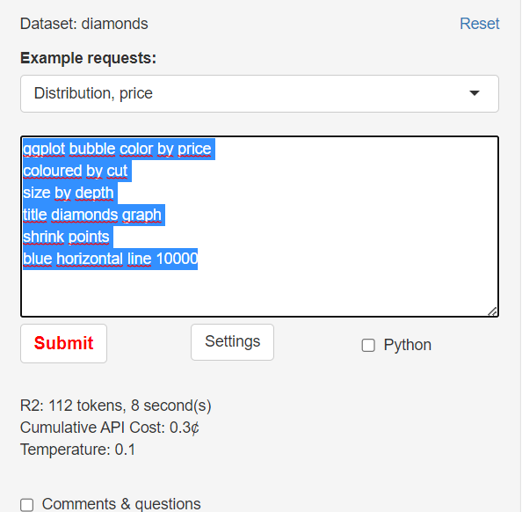 Dataset: diamonds
Reset
Example requests:
Distribution, price
ggplot bubble color by price
coloured by cut
size by depth
title diamonds graph
shrink points
blue horizontal line 10000
Submit
Settings
Python
R2: 112 tokens, 8 second(s)
Cumulative API Cost: 0.3¢
Temperature: 0.1
Comments & questions